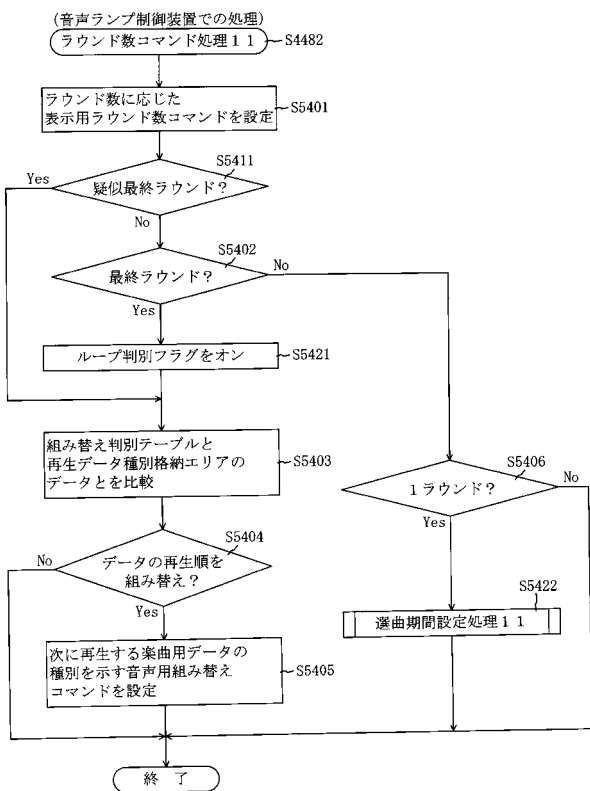 (音声ランプ制御装置での処理)
ラウンド数コマンド処理11
S4482
ラウンド数に応じた
表示用ラウンド数コマンドを設定
S5401
S5411
Yes
疑似最終ラウンド?
No
S5402
最終ラウンド?
No
Yes
ループ判別フラグをオン
S5421
組み替え判別テーブルと
再生データ種別格納エリアの
データとを比較
S5403
S5406
1ラウンド?
No
Yes
S5404
No
データの再生順を
組み替え?
Yes
S5422
選曲期間設定処理11
次に再生する楽曲用データの
種別を示す音声用組み替え
コマンドを設定
S5405
終 了